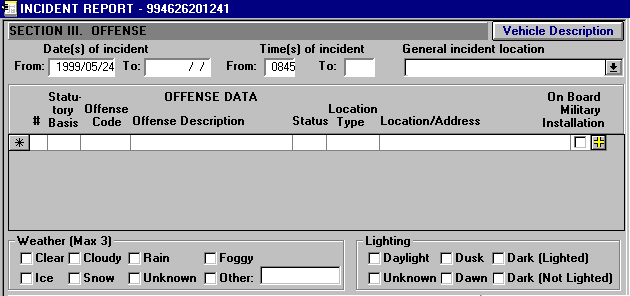 INCIDENT REPORT - 994626201241
SECTION III. OFFENSE Vehicle Description
Date(s) of incident Time(s) of incident General incident location
From: 1999/05/24 To: / / From: 0845 To:
OFFENSE DATA
# Statu-tory Basis Offense Code Offense Description Status Location Type Location/Address On Board Military Installation
*
Weather (Max 3) Lighting
Clear Cloudy Rain Foggy Daylight Dusk Dark (Lighted)
Ice Snow Unknown Other: Unknown Dawn Dark (Not Lighted)